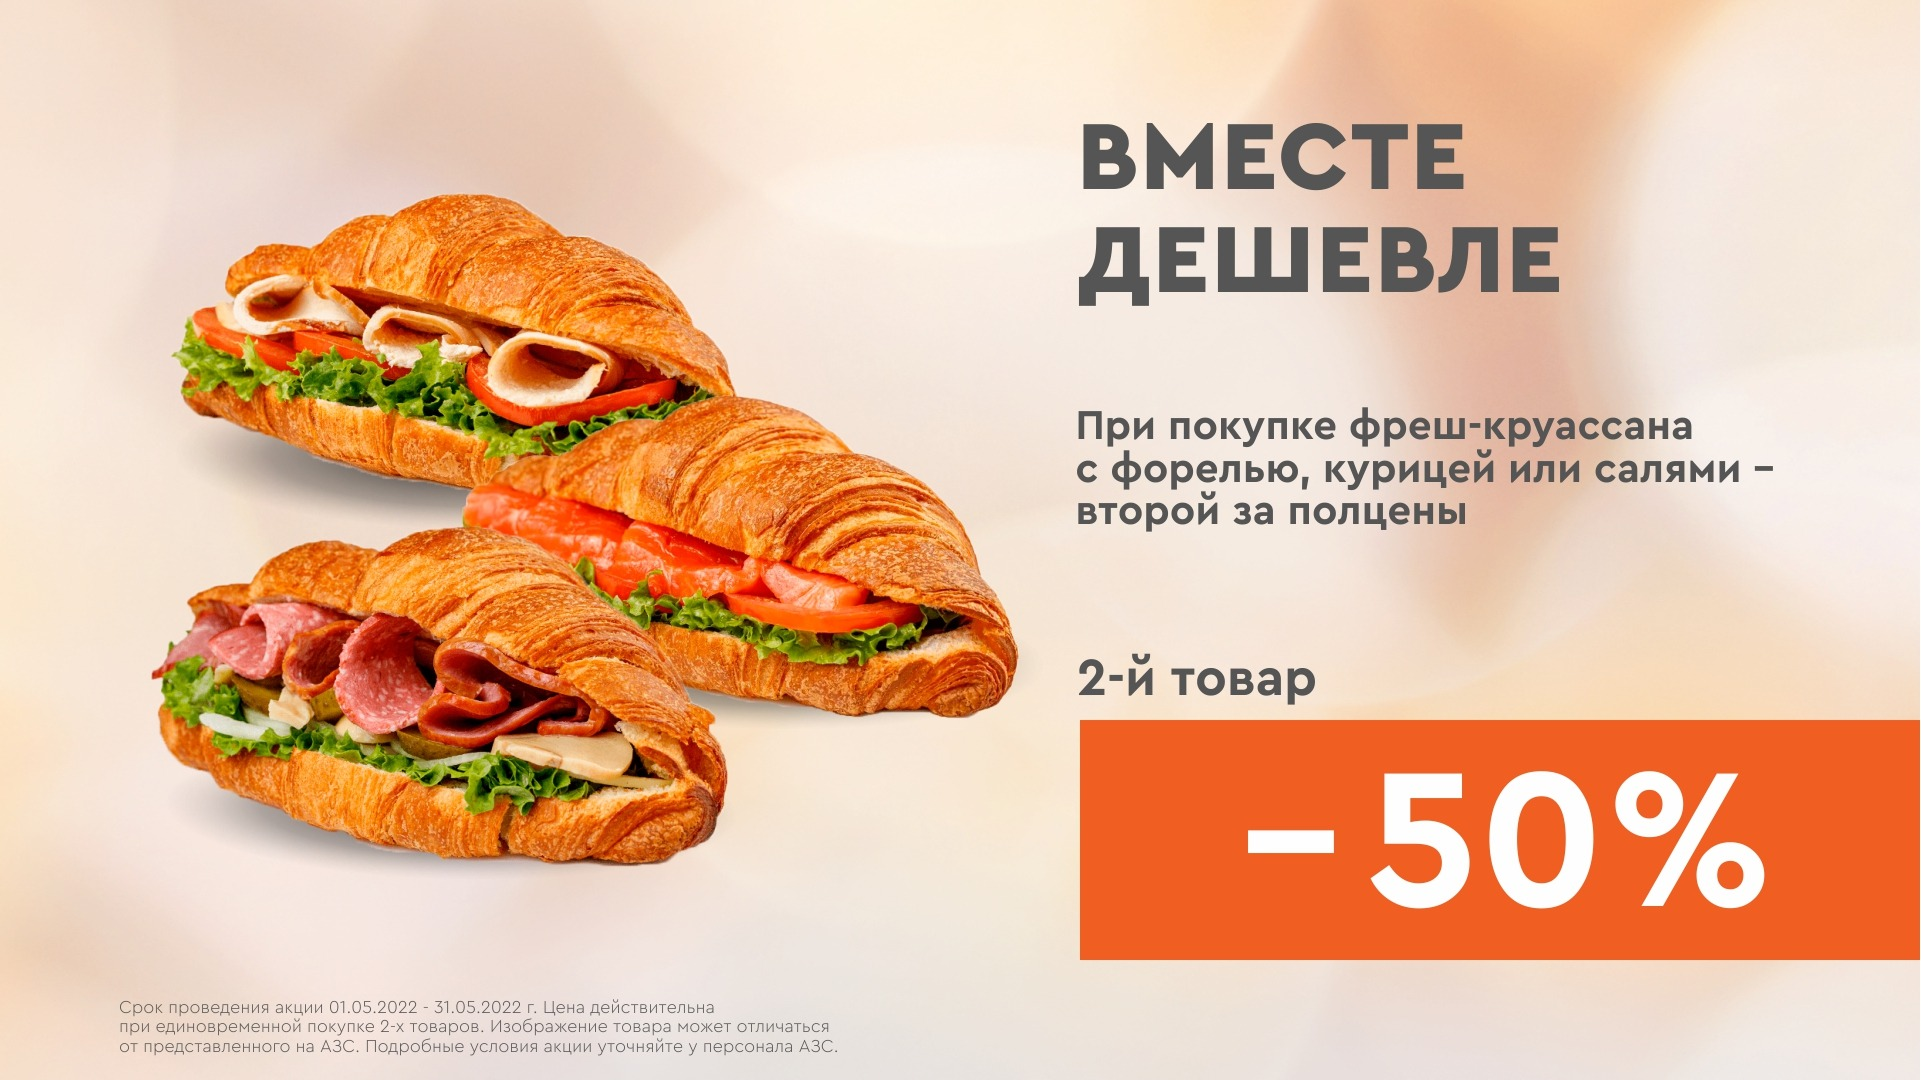 ВМЕСТЕ
ДЕШЕВЛЕ
При покупке фреш-круассана
с форелью, курицей или салями –
второй за полцены
2-й товар
–50%
Срок проведения акции 01.05.2022 - 31.05.2022 г. Цена действительна
при единовременной покупке 2-х товаров. Изображение товара может отличаться
от представленного на АЗС. Подробные условия акции уточняйте у персонала АЗС.